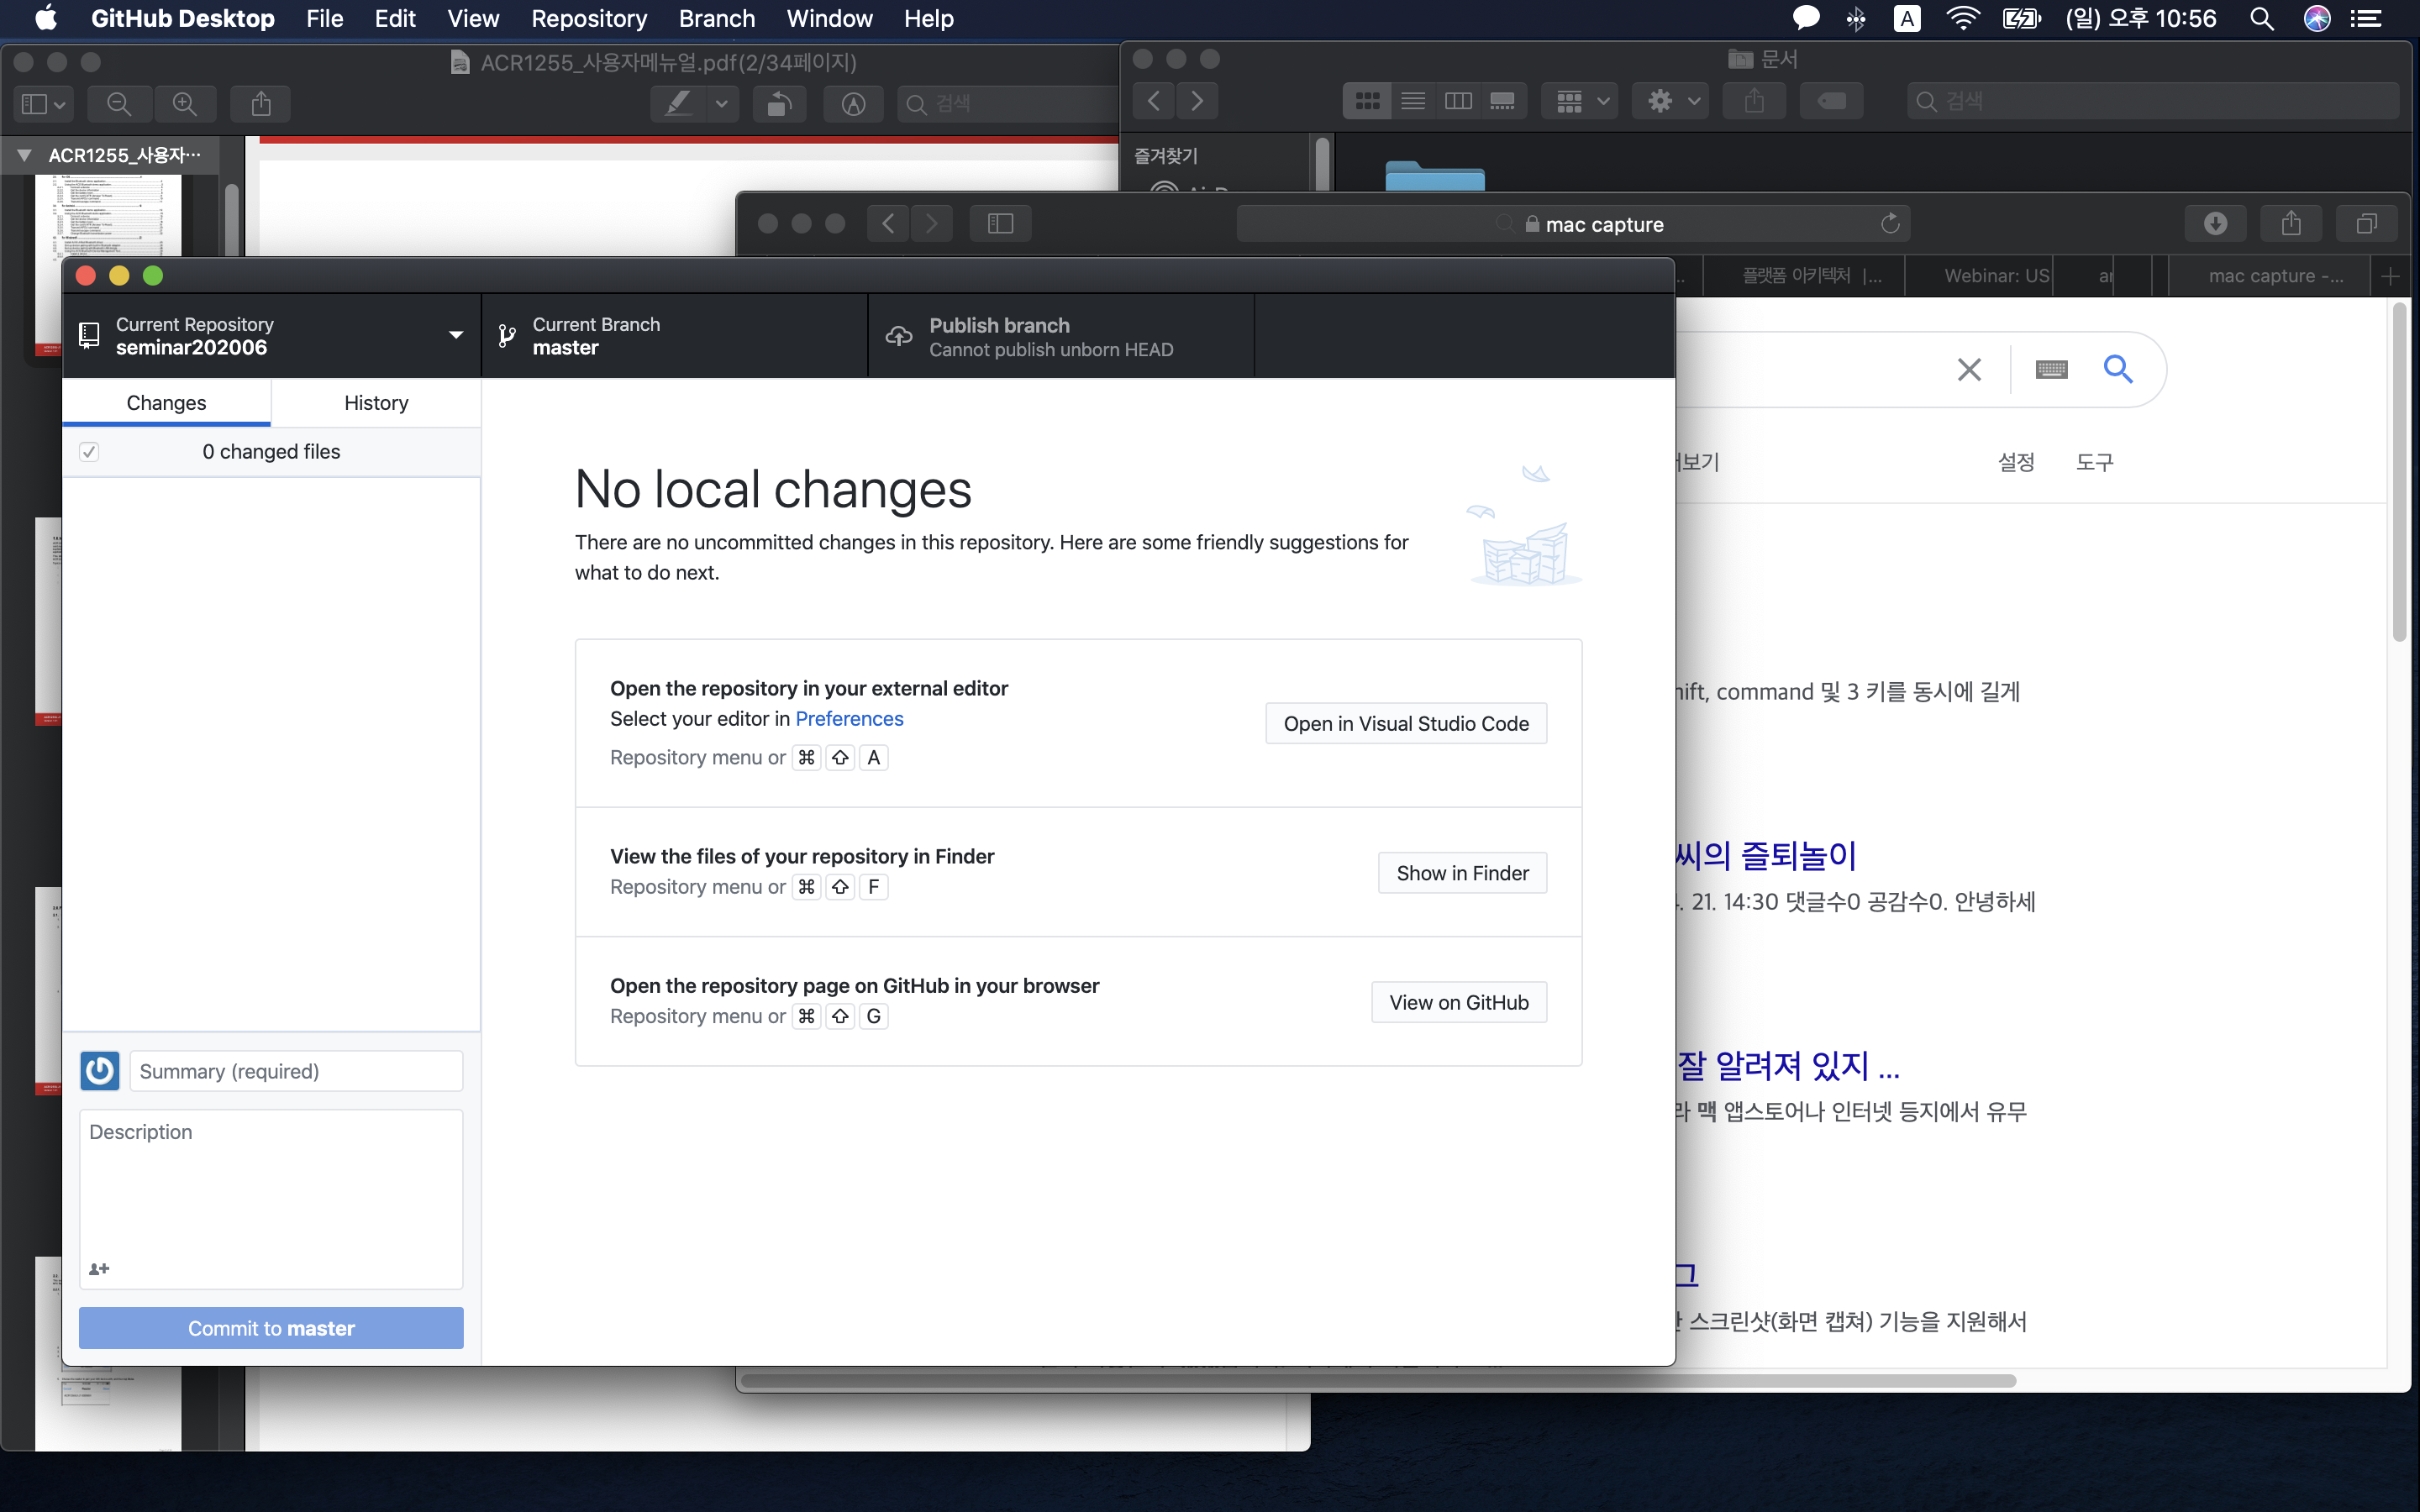 GitHub Desktop File Edit View Repository Branch Window Help
A (일) 오후 10:56
ACR1255_사용자메뉴얼.pdf(2/34페이지)
검색
ACR1255_사용자…
문서
검색
즐겨찾기
mac capture
플랫폼 아키텍처 |...
Webinar: US
mac capture -...
Current Repository
seminar202006
Current Branch
master
Publish branch
Cannot publish unborn HEAD
Changes
History
0 changed files
No local changes
There are no uncommitted changes in this repository. Here are some friendly suggestions for
what to do next.
Open the repository in your external editor
Select your editor in Preferences
Repository menu or ⌘ ⇧ A
Open in Visual Studio Code
View the files of your repository in Finder
Repository menu or ⌘ ⇧ F
Show in Finder
Open the repository page on GitHub in your browser
Repository menu or ⌘ ⇧ G
View on GitHub
Summary (required)
Description
Commit to master
설정 도구
command 및 3 키를 동시에 길게
씨의 즐퇴놀이
21. 14:30 댓글수0 공감수0. 안녕하세
잘 알려져 있지 ...
맥 앱스토어나 인터넷 등지에서 유무
스크린샷(화면 캡쳐) 기능을 지원해서